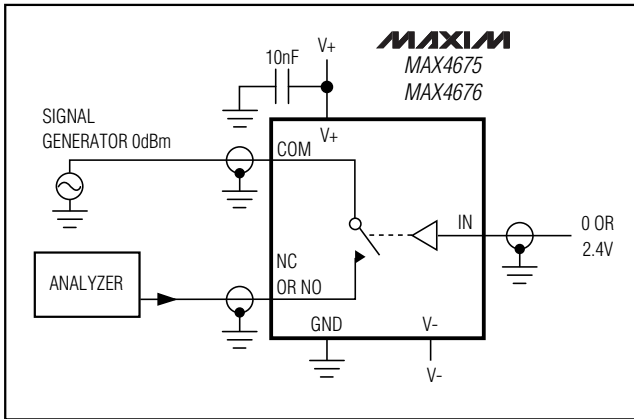 MAXIM
MAX4675
MAX4676
10nF
V+
SIGNAL
GENERATOR 0dBm
V+
COM
IN
0 OR
2.4V
NC
OR NO
ANALYZER
GND
V-
V-